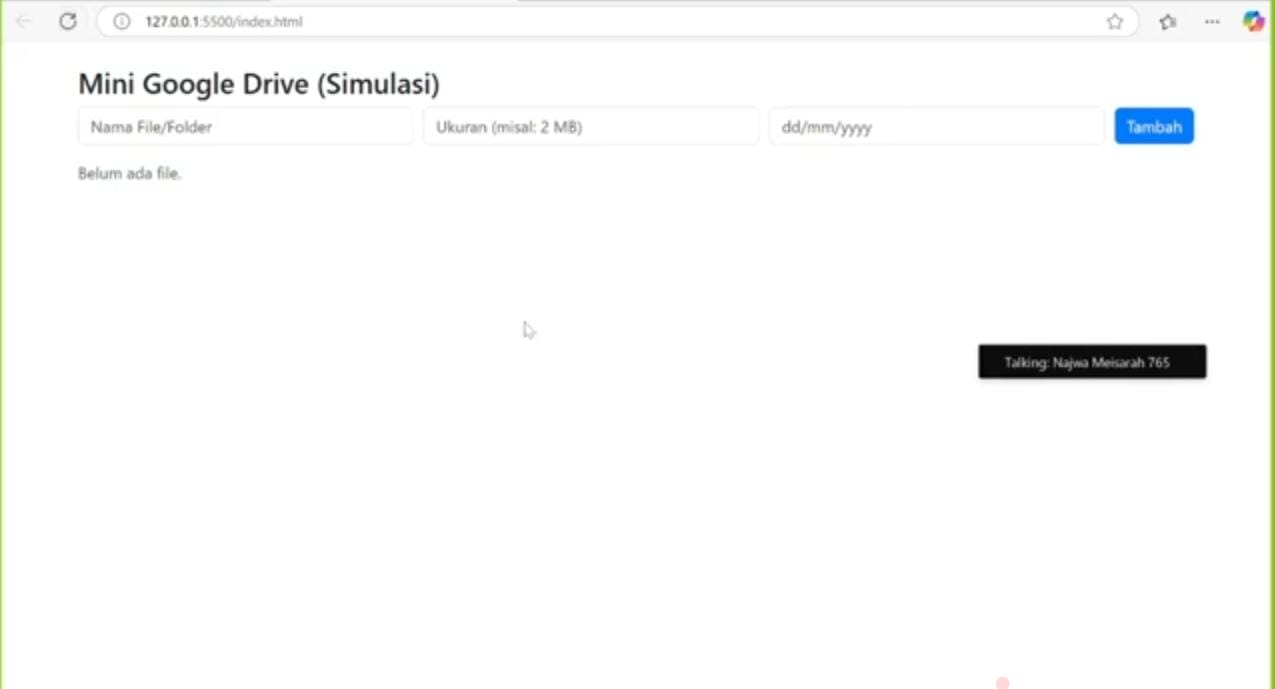 127.0.0.1:5500/index.html
Mini Google Drive (Simulasi)
Nama File/Folder
Ukuran (misal: 2 MB)
dd/mm/yyyy
Tambah
Belum ada file.
Talking: Najwa Meisarah 765